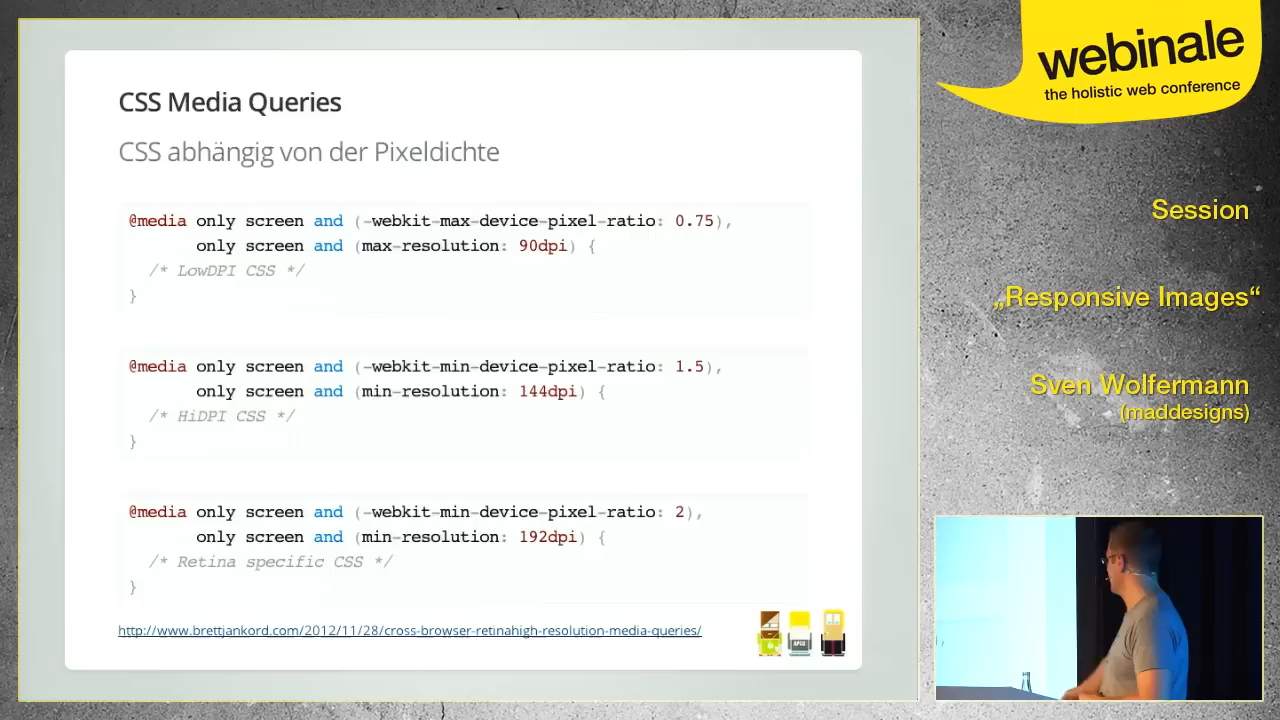 CSS Media Queries
CSS abhängig von der Pixeldichte
@media only screen and (-webkit-max-device-pixel-ratio: 0.75),
only screen and (max-resolution: 90dpi) {
/* LowDPI CSS */
}
@media only screen and (-webkit-min-device-pixel-ratio: 1.5),
only screen and (min-resolution: 144dpi) {
/* HiDPI CSS */
}
@media only screen and (-webkit-min-device-pixel-ratio: 2),
only screen and (min-resolution: 192dpi) {
/* Retina specific CSS */
}
http://www.brettjankord.com/2012/11/28/cross-browser-retinahigh-resolution-media-queries/
webinale
the holistic web conference
Session
„Responsive Images“
Sven Wolfermann
(maddesigns)